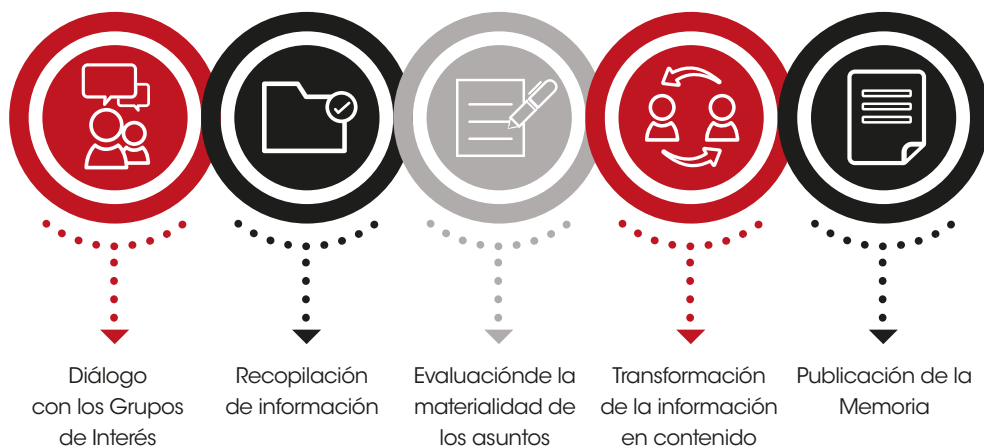 Diálogo
con los Grupos
de Interés
Recopilación
de información
Evaluaciónde la
materialidad de
los asuntos
Transformación
de la información
en contenido
Publicación de la
Memoria